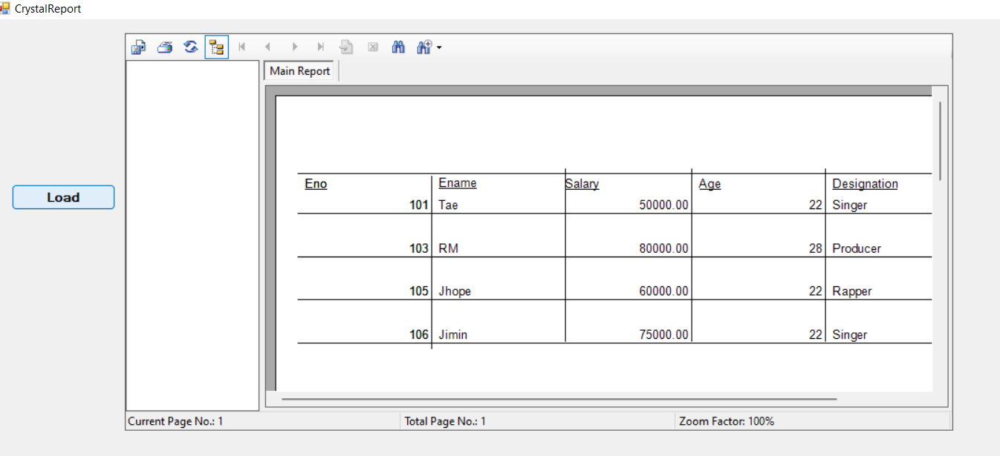 CrystalReport
Main Report
Load
Eno Ename Salary Age Designation
101 Tae 50000.00 22 Singer
103 RM 80000.00 28 Producer
105 Jhope 60000.00 22 Rapper
106 Jimin 75000.00 22 Singer
Current Page No.: 1 Total Page No.: 1 Zoom Factor: 100%